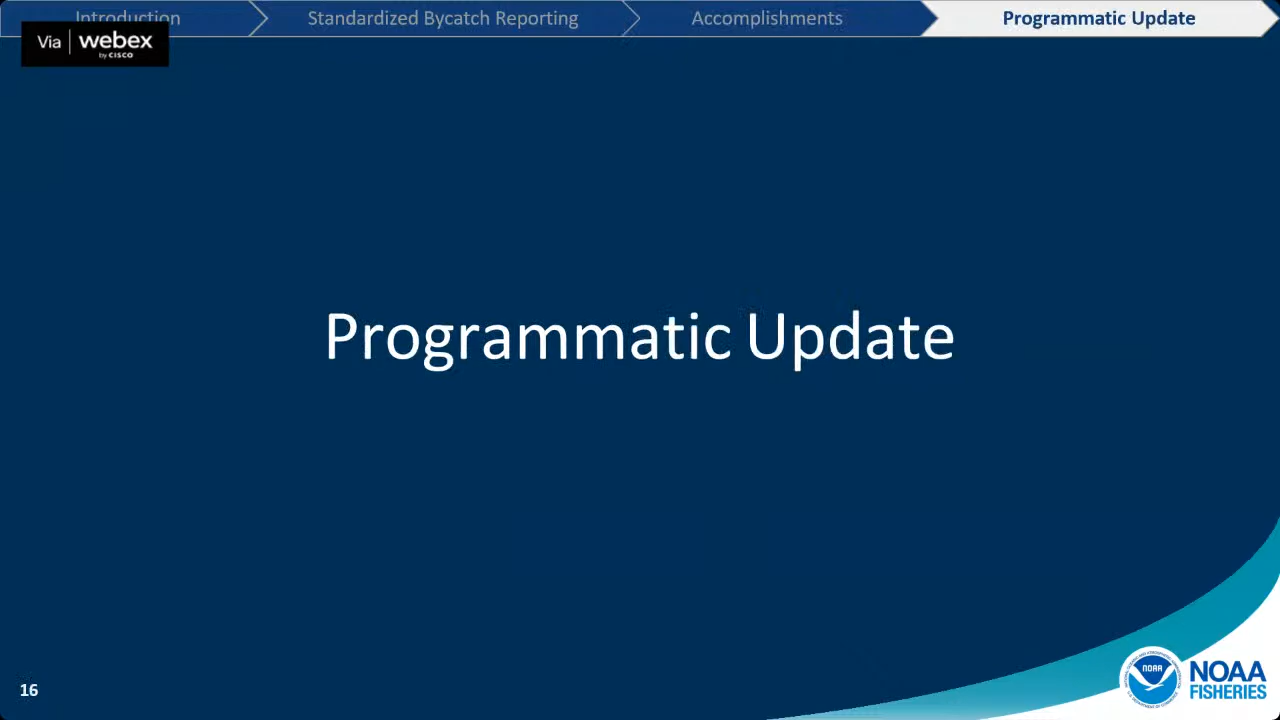 Introduction
Standardized Bycatch Reporting
Accomplishments
Programmatic Update
Via webex
by CISCO
Programmatic Update
16
NOAA
NOAA
FISHERIES